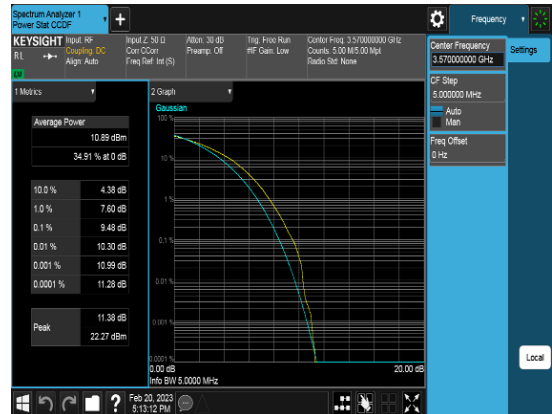 Spectrum Analyzer 1
Power Stat CCDF
Frequency
KEYSIGHT
RL
Input: RF
Coupling: DC
Align: Auto
Input Z: 50 Ω
Corr CCorr
Freq Ref: Int (S)
Atten: 30 dB
Preamp: Off
Trig: Free Run
#IF Gain: Low
Center Freq: 3.570000000 GHz
Counts: 5.00 M/5.00 Mpt
Radio Std: None
Center Frequency
3.570000000 GHz
Settings
CF Step
5.000000 MHz
Auto
Man
Freq Offset
0 Hz
1 Metrics
2 Graph
Gaussian
Average Power
10.89 dBm
34.91 % at 0 dB
10.0 % 4.38 dB
1.0 % 7.60 dB
0.1 % 9.48 dB
0.01 % 10.30 dB
0.001 % 10.99 dB
0.0001 % 11.28 dB
Peak
11.38 dB
22.27 dBm
100 %
10 %
1 %
0.1 %
0.01 %
0.001 %
0.0001 %
0.00 dB
20.00 dB
Info BW 5.0000 MHz
Local
?
Feb 20, 2023
5:13:12 PM